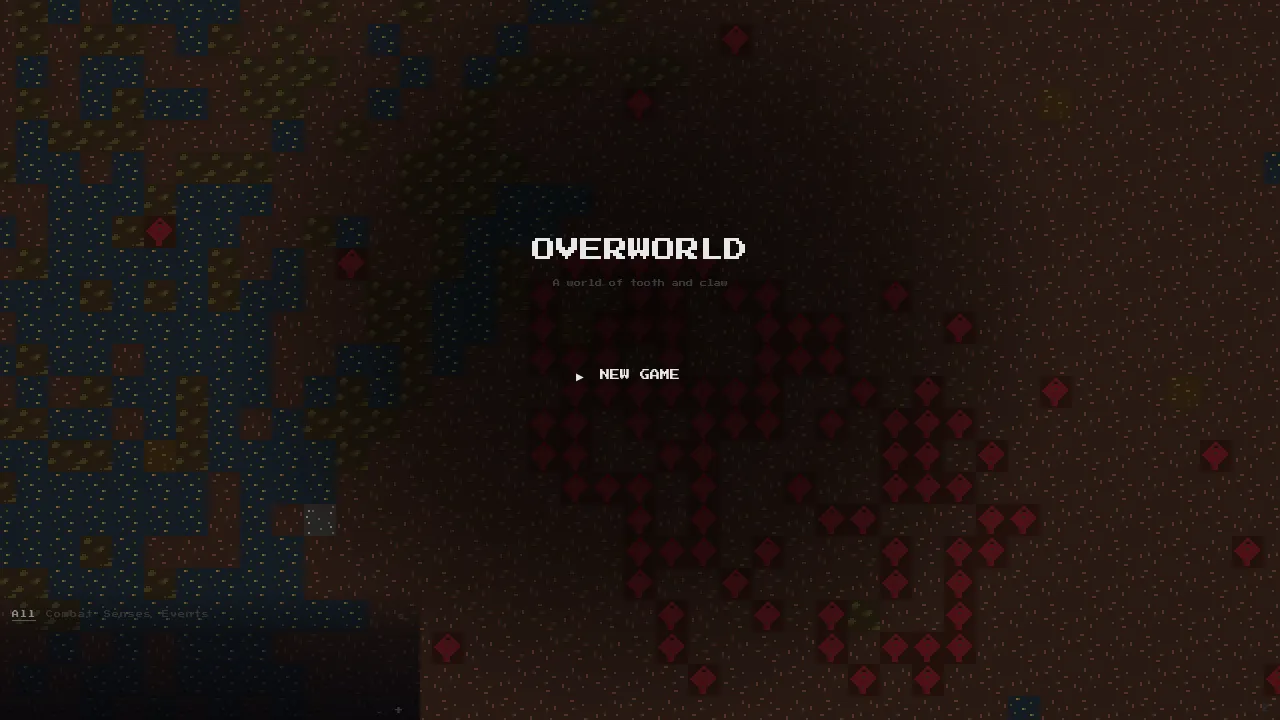 OVERWORLD
A world of tooth and claw
▶ NEW GAME
All Combat Senses Events
+